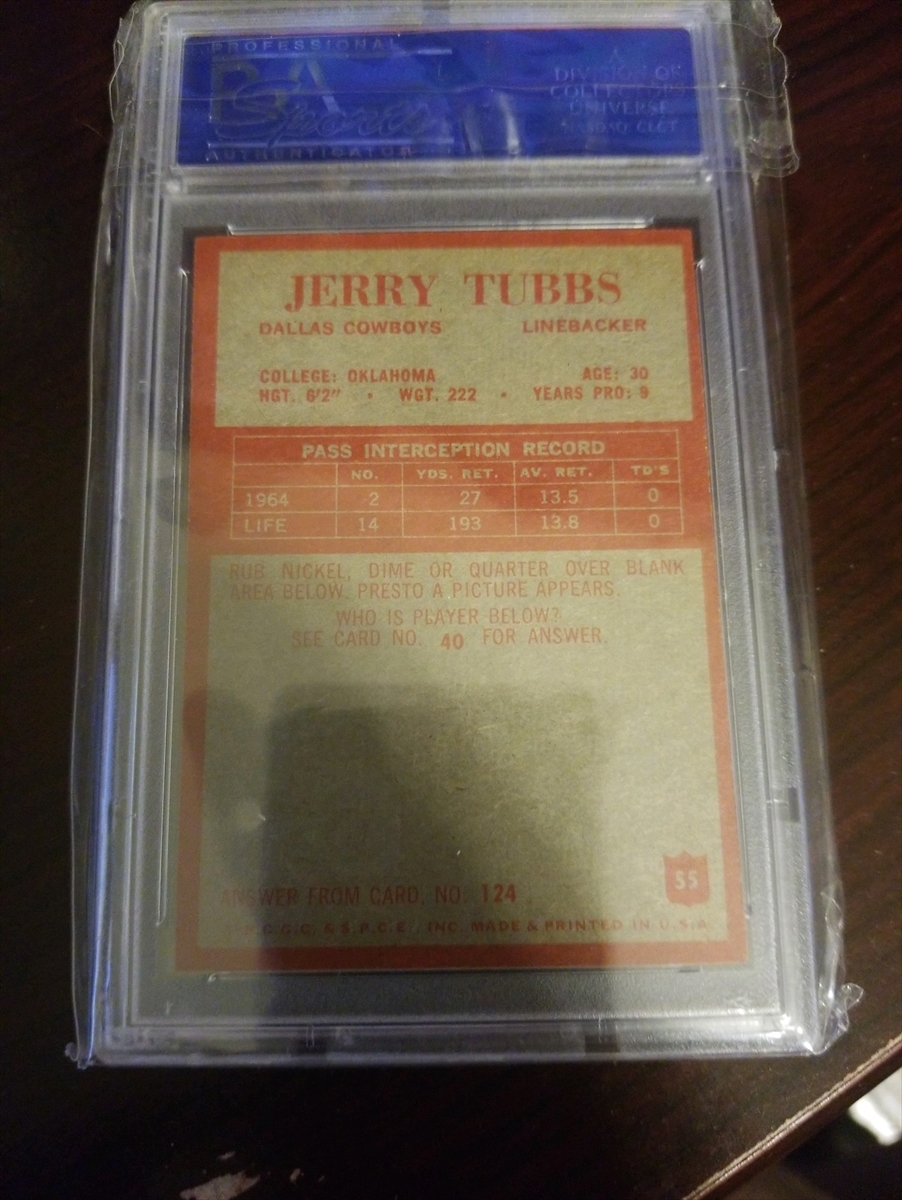 PROFESSIONAL
PSA
Sports
AUTHENTICATOR
A
DIVISION OF
COLLECTORS
UNIVERSE
NASDAQ: CLCT
JERRY TUBBS
DALLAS COWBOYS LINEBACKER
COLLEGE: OKLAHOMA AGE: 30
HGT. 6'2" • WGT. 222 • YEARS PRO: 9
PASS INTERCEPTION RECORD
NO. YDS. RET. AV. RET. TD'S
1964 2 27 13.5 0
LIFE 14 193 13.8 0
RUB NICKEL, DIME OR QUARTER OVER BLANK
AREA BELOW. PRESTO A PICTURE APPEARS.
WHO IS PLAYER BELOW?
SEE CARD NO. 40 FOR ANSWER.
55
ANSWER FROM CARD NO. 124
P.C.G.C. & S.P.C.E., INC. MADE & PRINTED IN U.S.A.